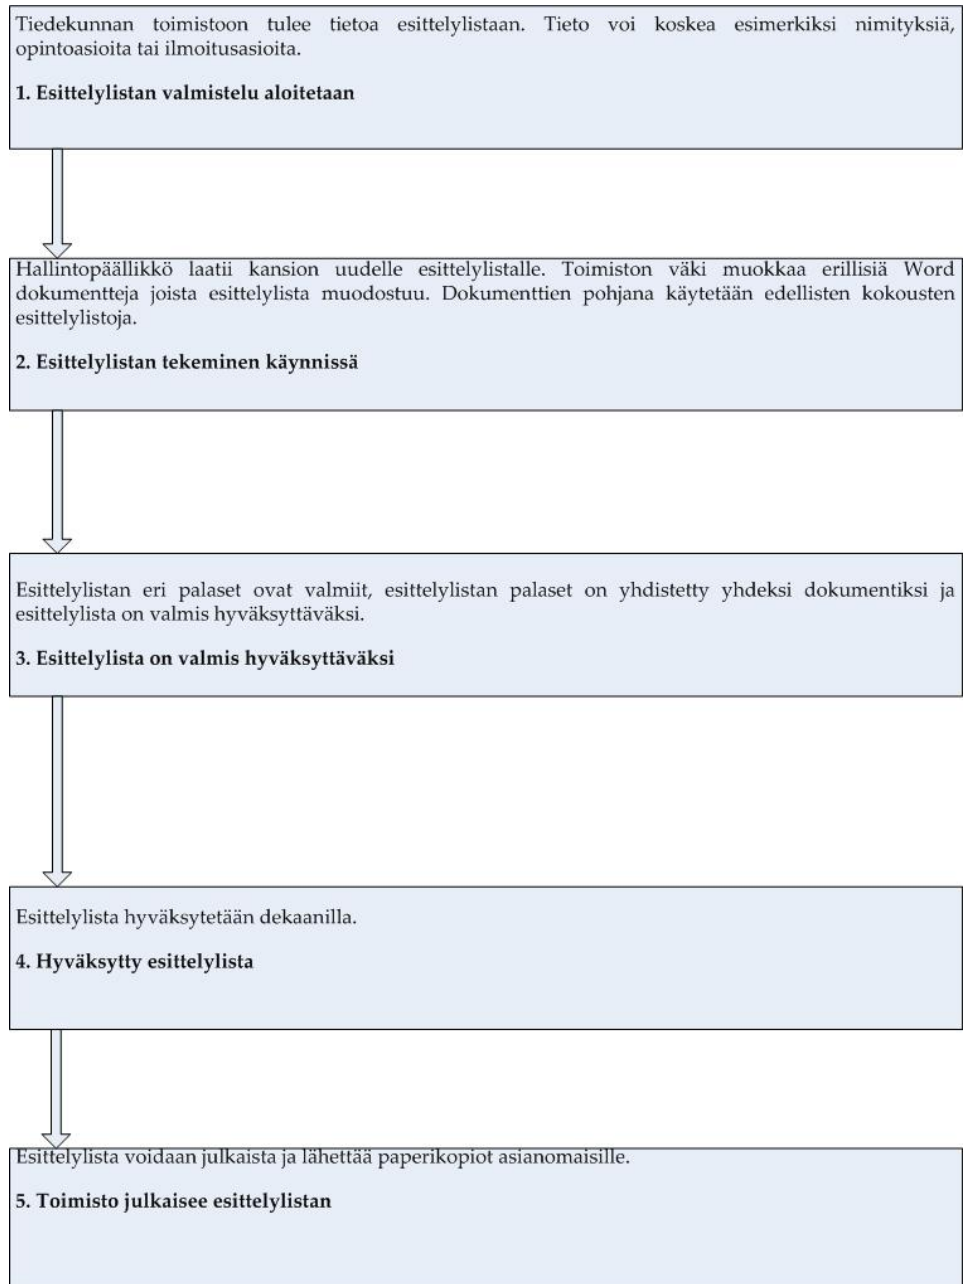 Tiedekunnan toimistoon tulee tietoa esittelylistaan. Tieto voi koskea esimerkiksi nimityksiä,
opintoasioita tai ilmoitusasioita.
1. Esittelylistan valmistelu aloitetaan
Hallintopäällikkö laatii kansion uudelle esittelylistalle. Toimiston väki muokkaa erillisiä Word
dokumentteja joista esittelylista muodostuu. Dokumenttien pohjana käytetään edellisten kokousten
esittelylistoja.
2. Esittelylistan tekeminen käynnissä
Esittelylistan eri palaset ovat valmiit, esittelylistan palaset on yhdistetty yhdeksi dokumentiksi ja
esittelylista on valmis hyväksyttäväksi.
3. Esittelylista on valmis hyväksyttäväksi
Esittelylista hyväksytetään dekaanilla.
4. Hyväksytty esittelylista
Esittelylista voidaan julkaista ja lähettää paperikopiot asianomaisille.
5. Toimisto julkaisee esittelylistan